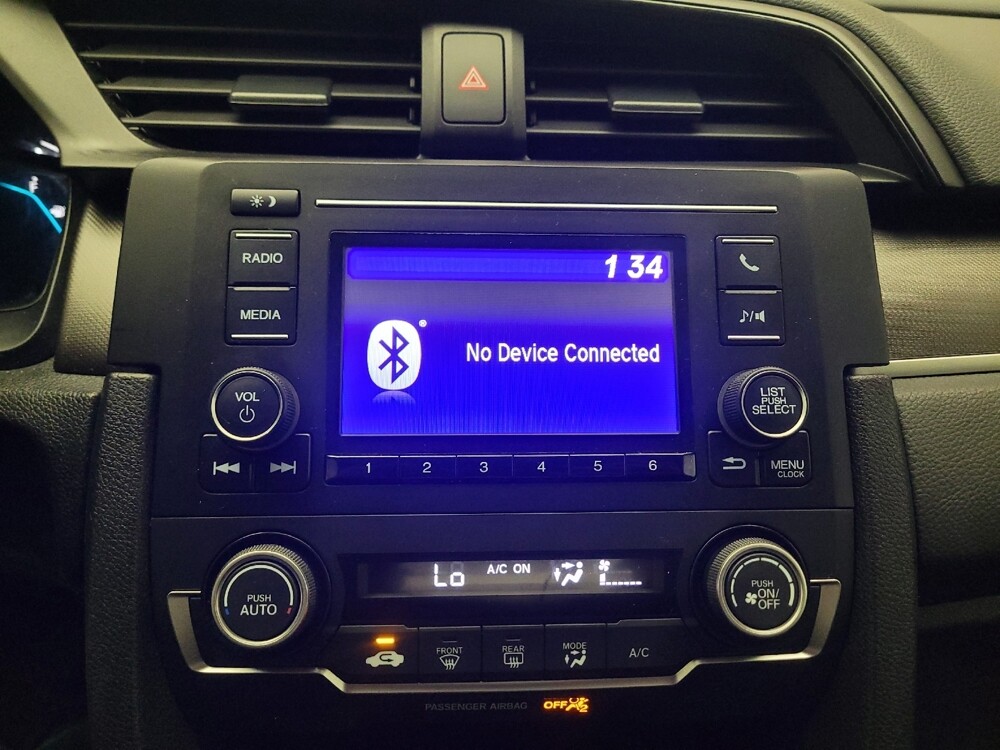 RADIO
1 34
MEDIA
No Device Connected
VOL
LIST
PUSH
SELECT
1 2 3 4 5 6
MENU
CLOCK
Lo A/C ON
PUSH
AUTO
PUSH
ON/
OFF
FRONT
REAR
MODE
A/C
PASSENGER AIRBAG OFF 2